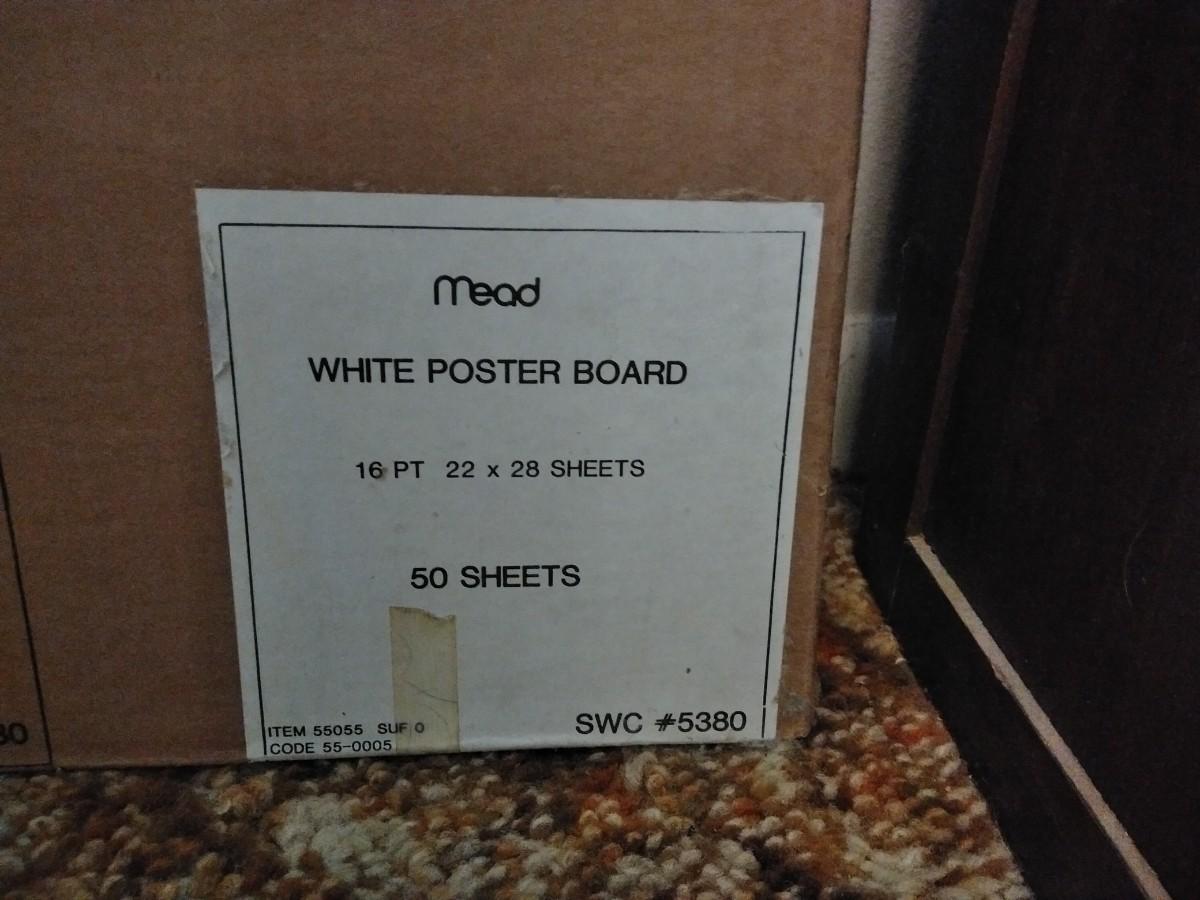 Mead
WHITE POSTER BOARD
16 PT 22 x 28 SHEETS
50 SHEETS
ITEM 55055 SUF 0
CODE 55-0005
SWC #5380
80